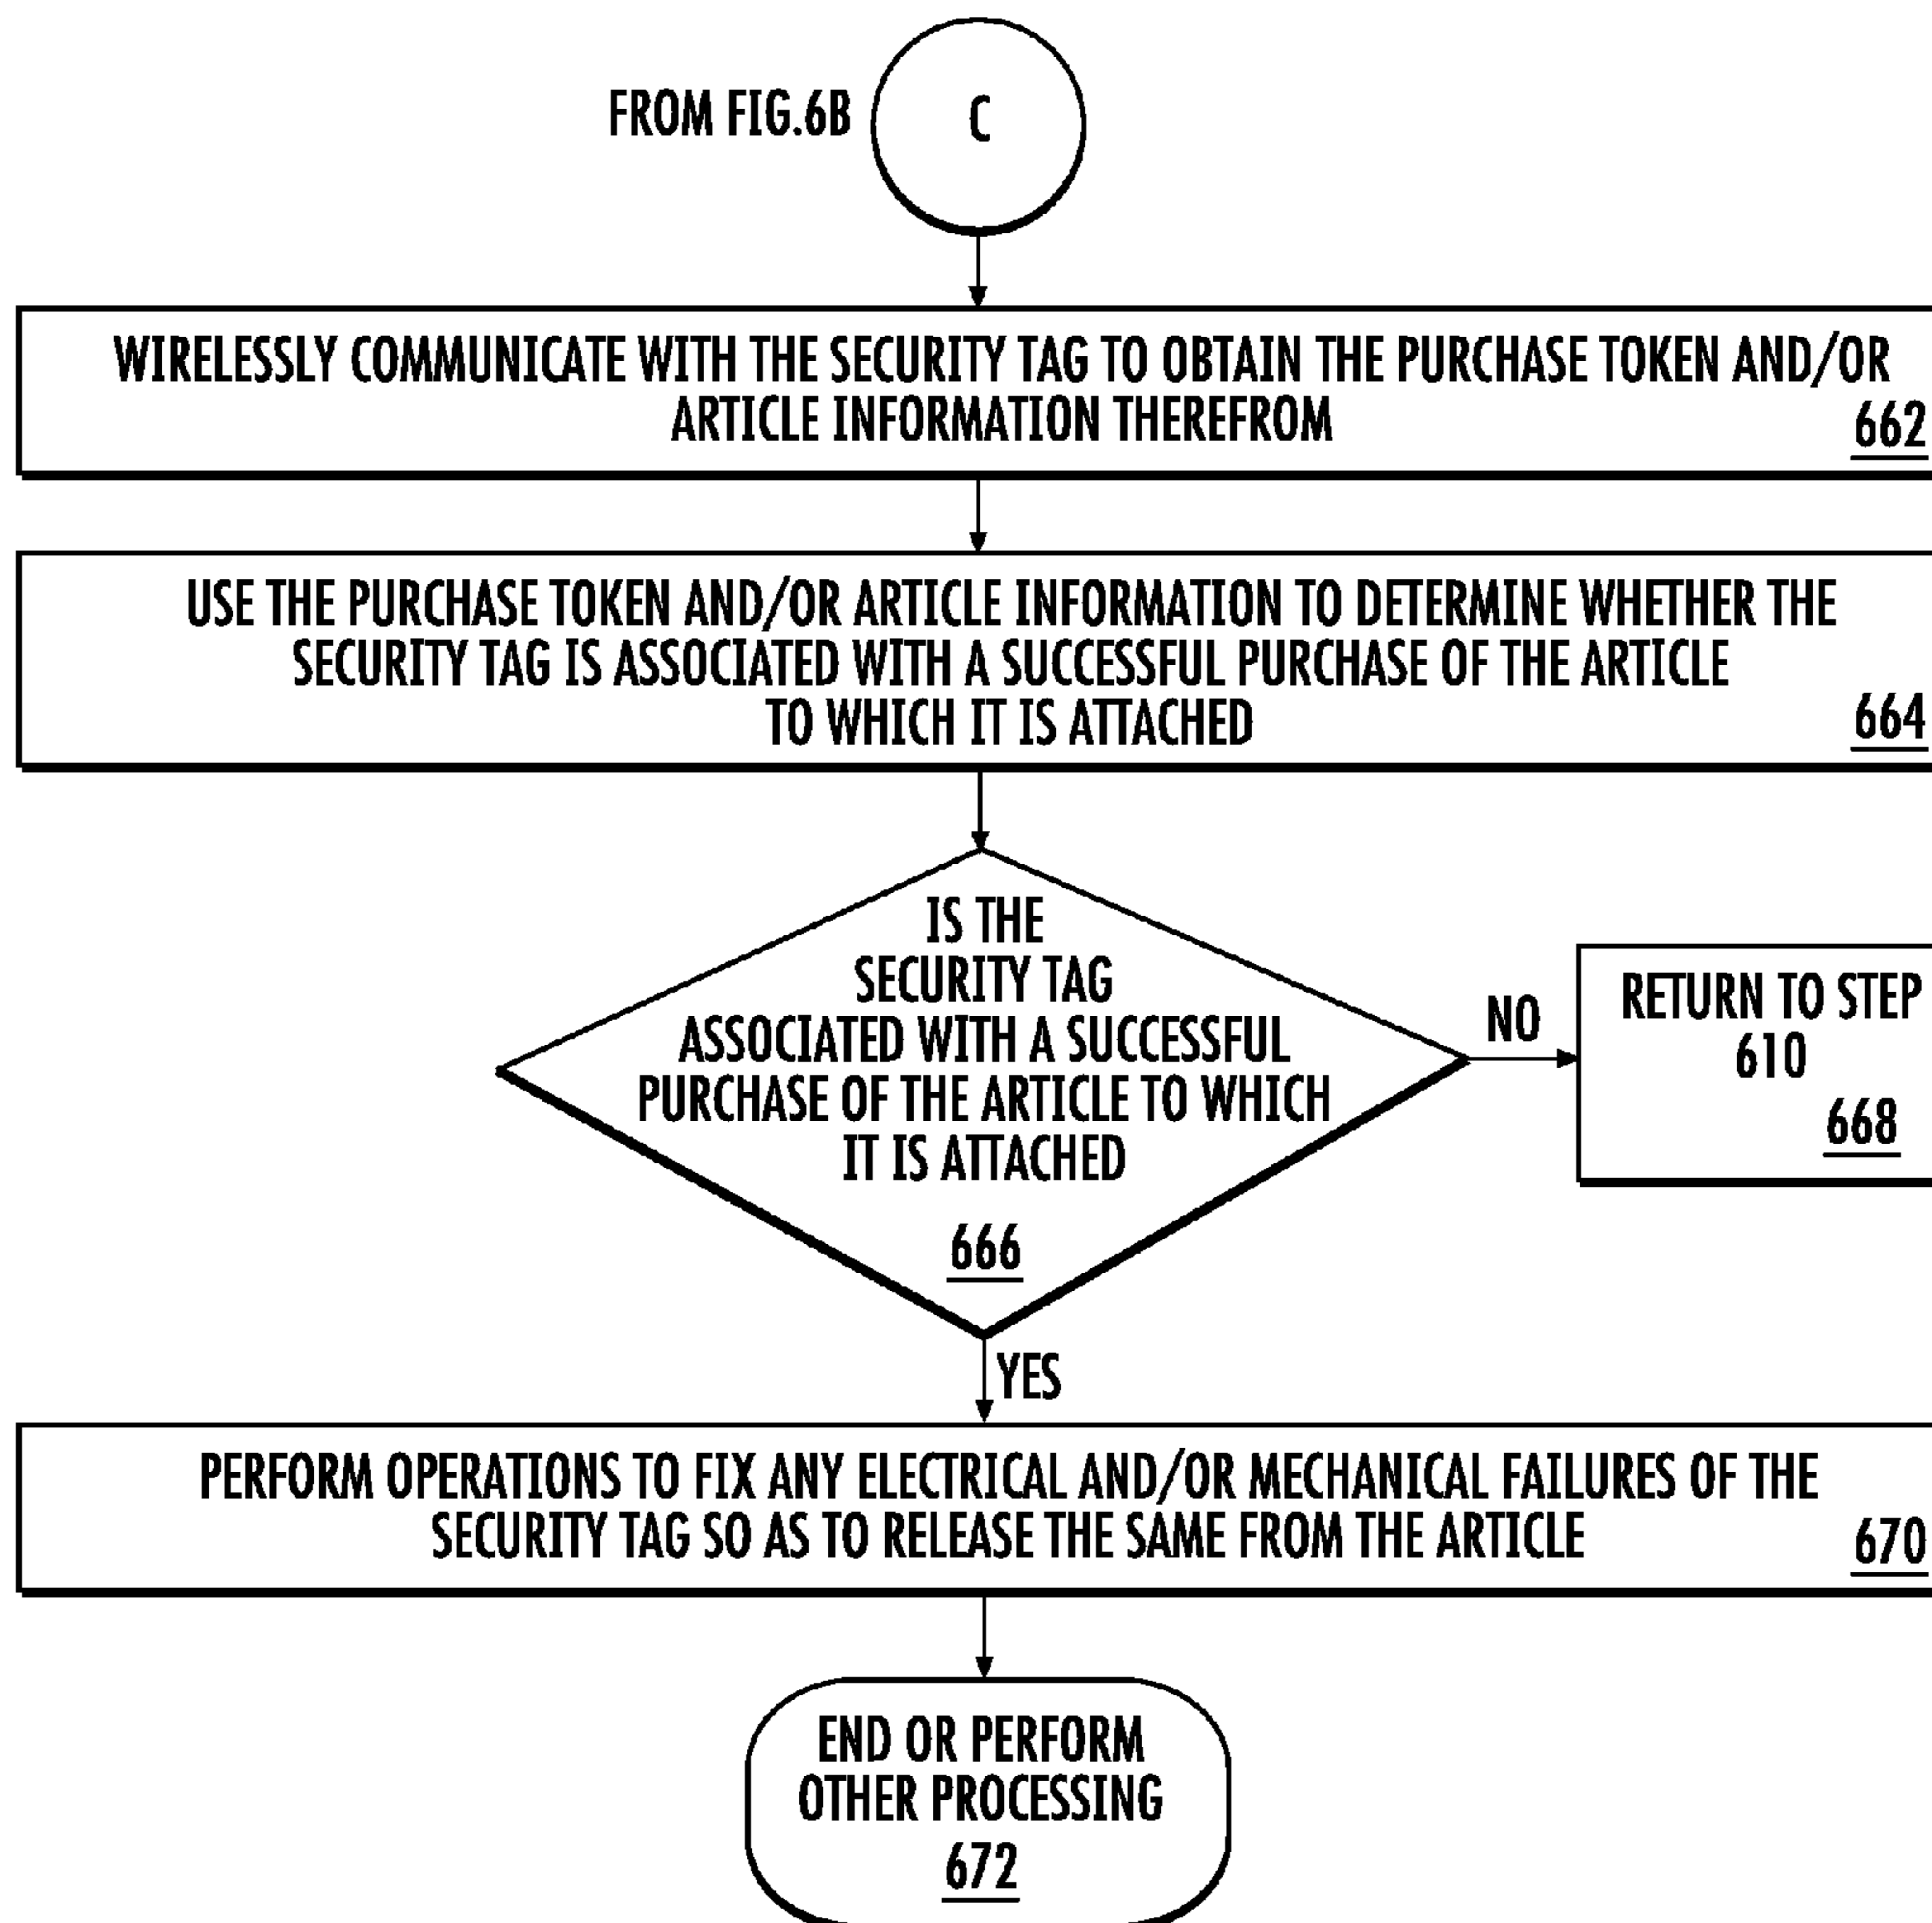 FROM FIG.6B
C
WIRELESSLY COMMUNICATE WITH THE SECURITY TAG TO OBTAIN THE PURCHASE TOKEN AND/OR
ARTICLE INFORMATION THEREFROM
662
USE THE PURCHASE TOKEN AND/OR ARTICLE INFORMATION TO DETERMINE WHETHER THE
SECURITY TAG IS ASSOCIATED WITH A SUCCESSFUL PURCHASE OF THE ARTICLE
TO WHICH IT IS ATTACHED
664
IS THE
SECURITY TAG
ASSOCIATED WITH A SUCCESSFUL
PURCHASE OF THE ARTICLE TO WHICH
IT IS ATTACHED
666
NO
RETURN TO STEP
610
668
YES
PERFORM OPERATIONS TO FIX ANY ELECTRICAL AND/OR MECHANICAL FAILURES OF THE
SECURITY TAG SO AS TO RELEASE THE SAME FROM THE ARTICLE
670
END OR PERFORM
OTHER PROCESSING
672